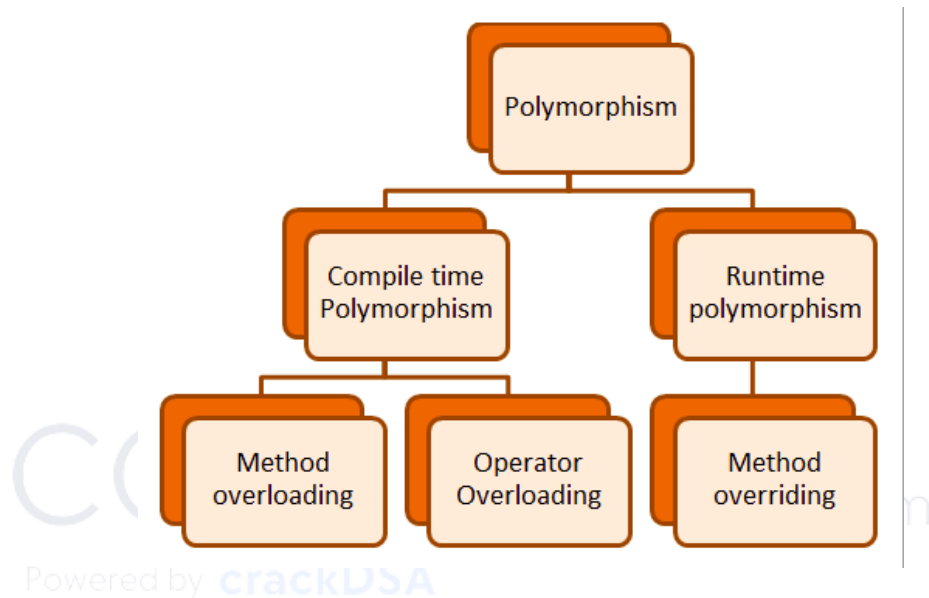 Polymorphism
Compile time
Polymorphism
Runtime
polymorphism
Method
overloading
Operator
Overloading
Method
overriding
Powered by crackDSA